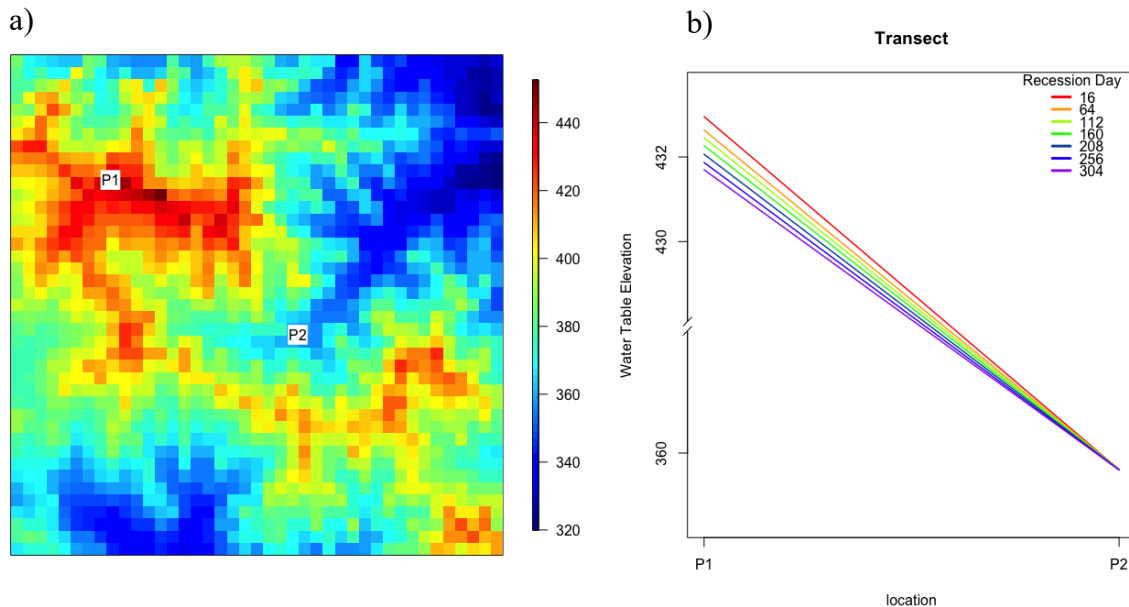 a)
P1
P2
440
420
400
380
360
340
320
b)
Transect
Recession Day
16
64
112
160
208
256
304
432
430
360
Water Table Elevation
P1
P2
location